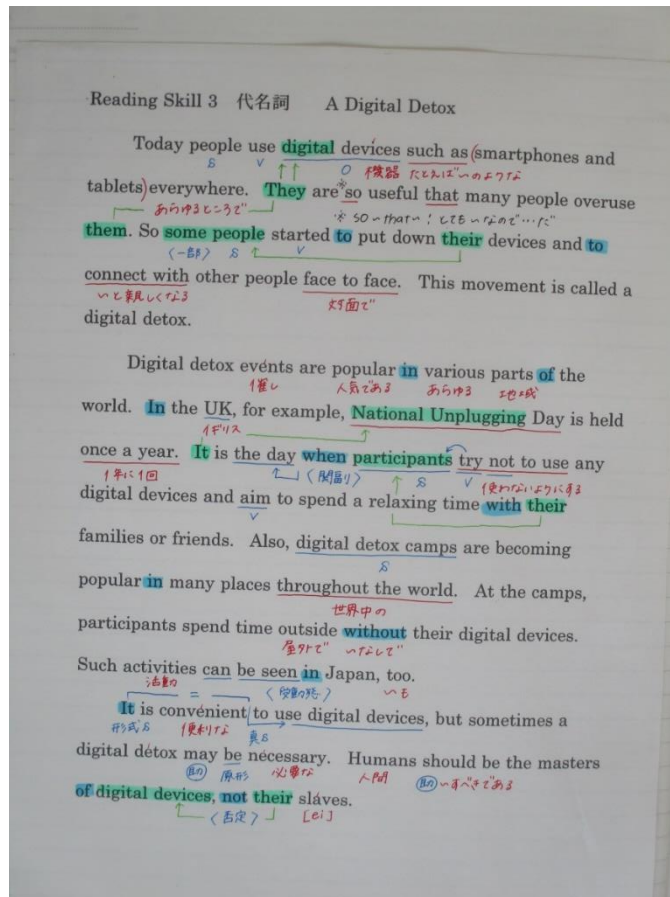 Reading Skill 3 代名詞 A Digital Detox
Today people use digital devices such as (smartphones and
S V O 機器 たとえば〜のような
tablets) everywhere. They are so useful that many people overuse
あらゆるところで ※ so 〜 that 〜 : とても〜なので…だ
them. So some people started to put down their devices and to
〈一部〉 S V
connect with other people face to face. This movement is called a
〜と親しくなる 対面で
digital detox.
Digital detox events are popular in various parts of the
催し 人気である あらゆる 地域
world. In the UK, for example, National Unplugging Day is held
イギリス
once a year. It is the day when participants try not to use any
1年に1回 〈関副〉 S V 使わないようにする
digital devices and aim to spend a relaxing time with their
V
families or friends. Also, digital detox camps are becoming
S
popular in many places throughout the world. At the camps,
世界中の
participants spend time outside without their digital devices.
屋外で 〜なしで
Such activities can be seen in Japan, too.
活動 = 〈受動態〉 〜も
It is convenient / to use digital devices, but sometimes a
形式S 便利な 真S
digital detox may be necessary. Humans should be the masters
助 原形 必要な 人間 助 〜すべきである
of digital devices, not their slaves.
〈否定〉 [ei]